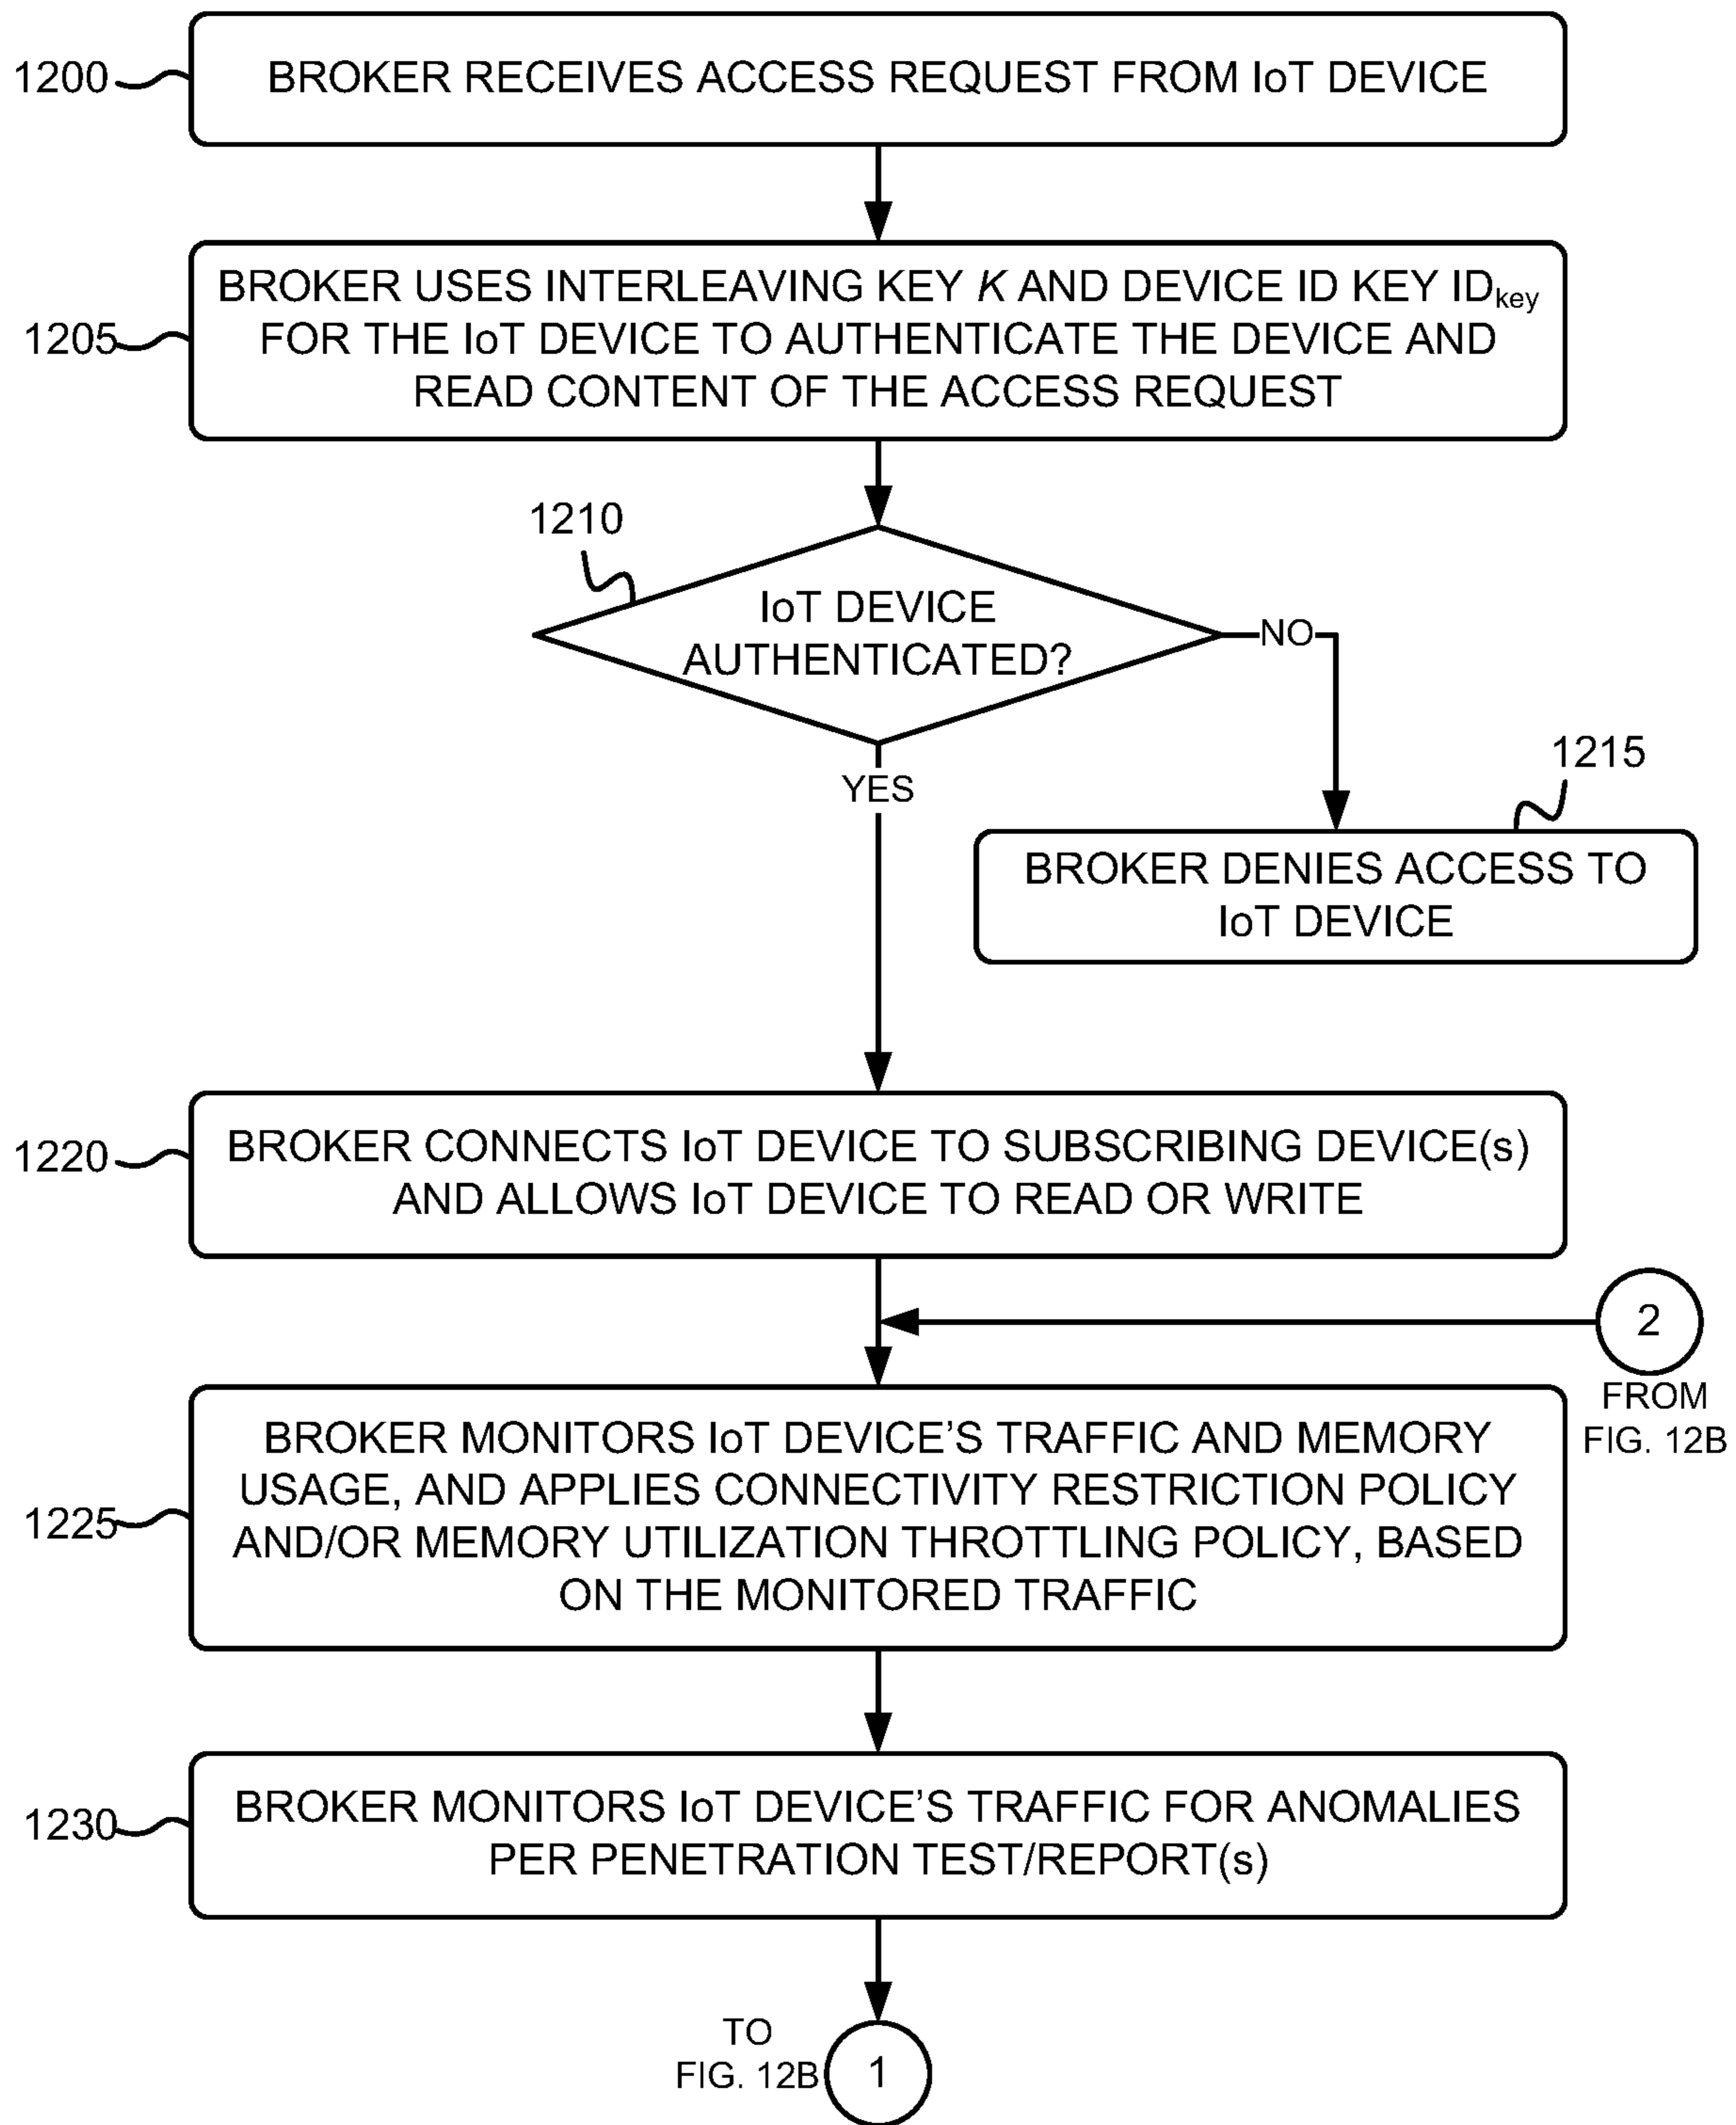 1200
BROKER RECEIVES ACCESS REQUEST FROM IoT DEVICE
1205
BROKER USES INTERLEAVING KEY K AND DEVICE ID KEY IDkey
FOR THE IoT DEVICE TO AUTHENTICATE THE DEVICE AND
READ CONTENT OF THE ACCESS REQUEST
1210
IoT DEVICE
AUTHENTICATED?
NO
YES
1215
BROKER DENIES ACCESS TO
IoT DEVICE
1220
BROKER CONNECTS IoT DEVICE TO SUBSCRIBING DEVICE(s)
AND ALLOWS IoT DEVICE TO READ OR WRITE
2
FROM
FIG. 12B
1225
BROKER MONITORS IoT DEVICE'S TRAFFIC AND MEMORY
USAGE, AND APPLIES CONNECTIVITY RESTRICTION POLICY
AND/OR MEMORY UTILIZATION THROTTLING POLICY, BASED
ON THE MONITORED TRAFFIC
1230
BROKER MONITORS IoT DEVICE'S TRAFFIC FOR ANOMALIES
PER PENETRATION TEST/REPORT(s)
TO
FIG. 12B
1